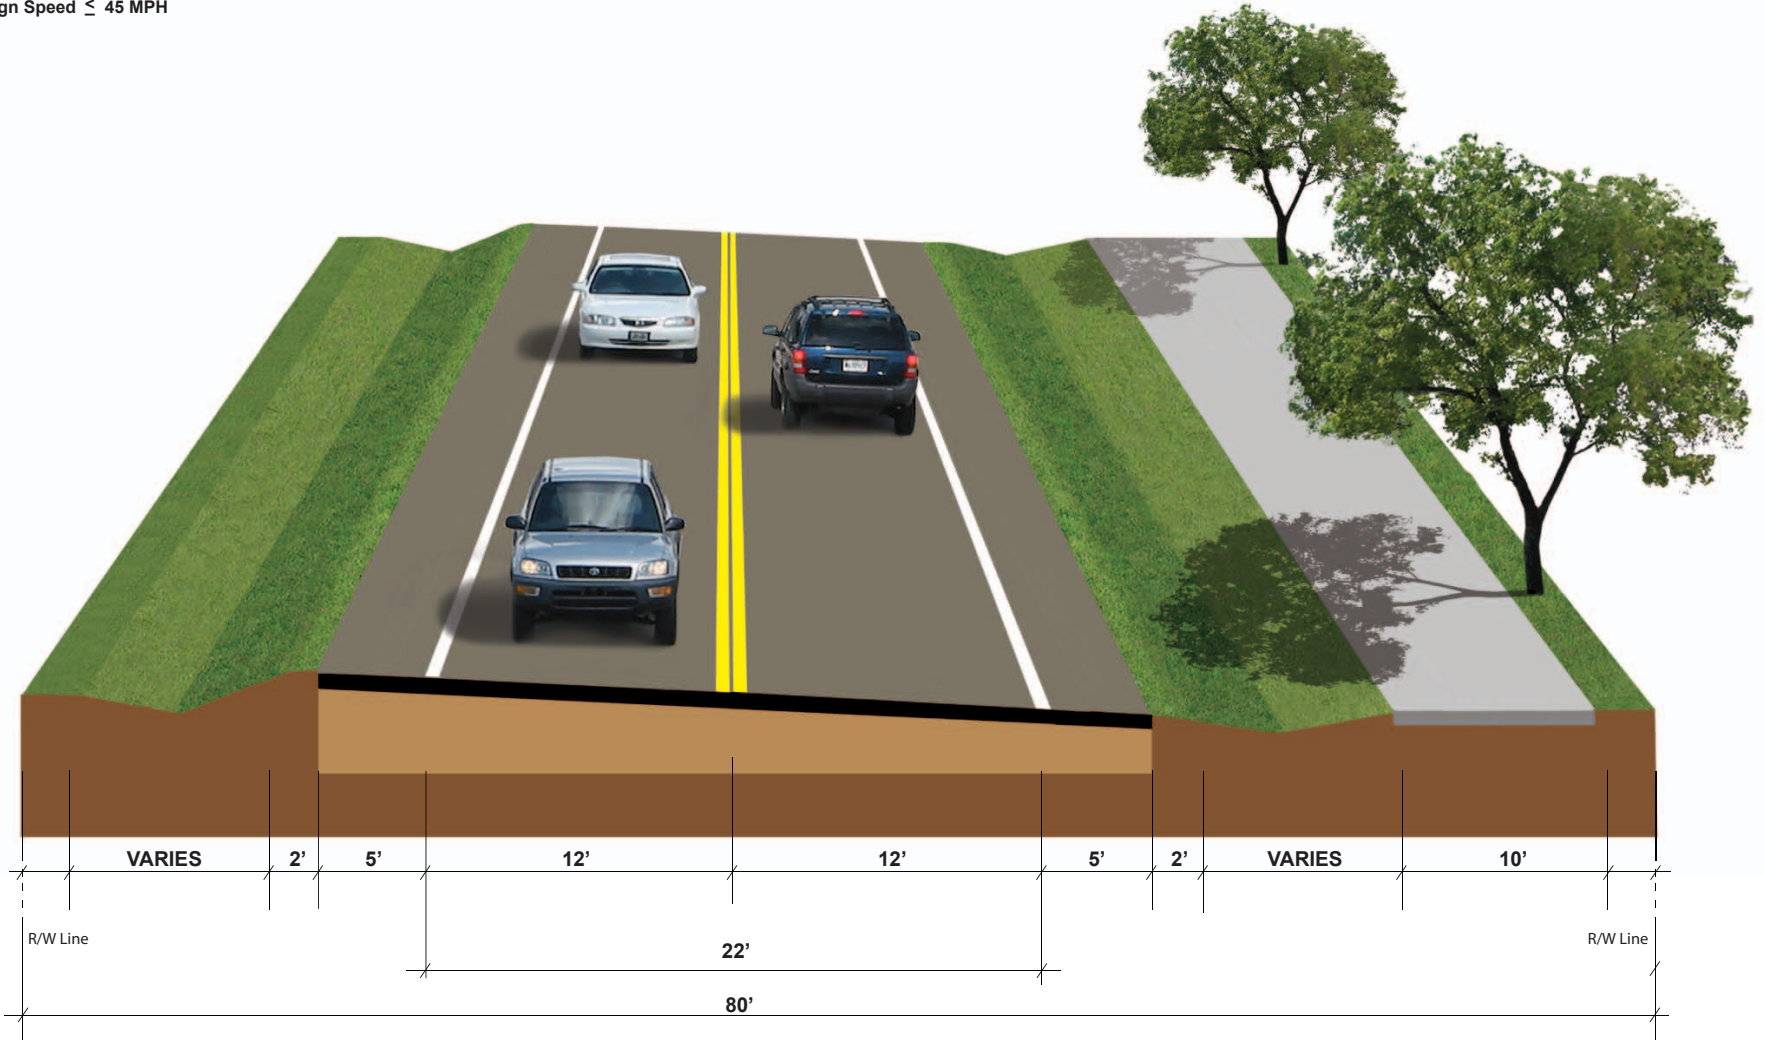 gn Speed ≤ 45 MPH
VARIES 2’ 5’ 12’ 12’ 5’ 2’ VARIES 10’
R/W Line R/W Line
22’
80’